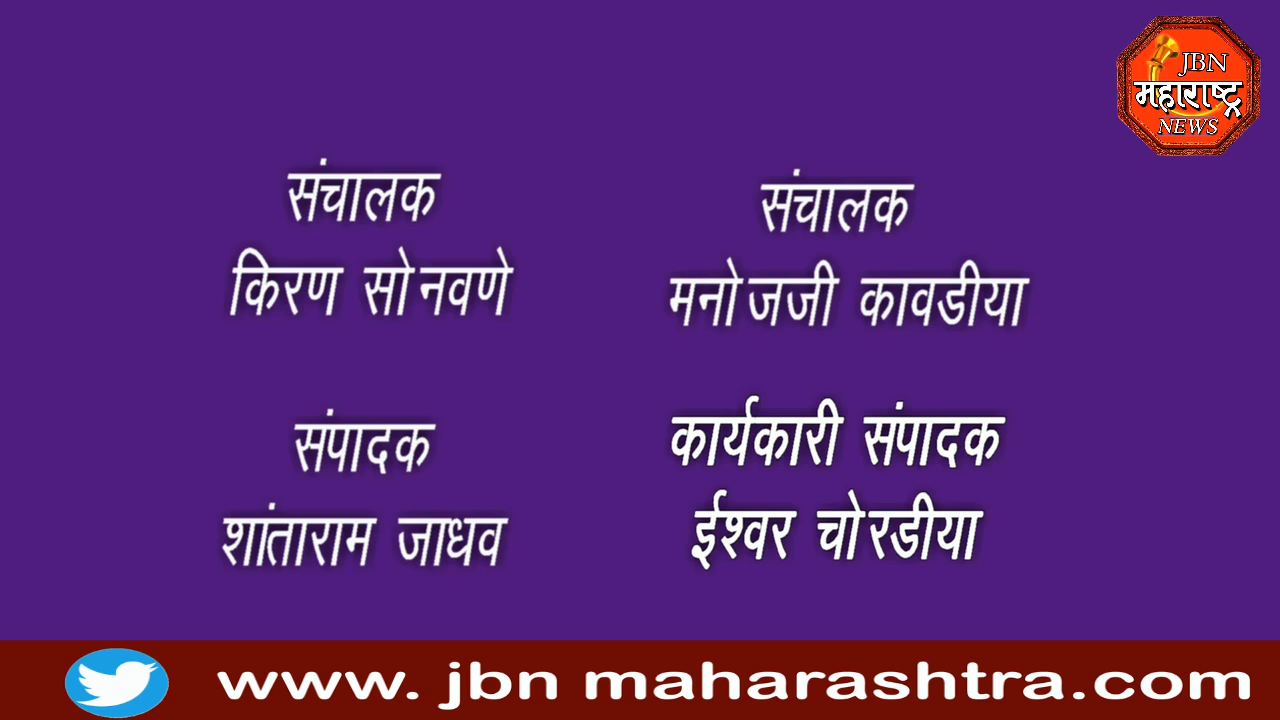 JBN
महाराष्ट्र
NEWS
संचालक
किरण सोनवणे
संचालक
मनोजजी कावडीया
संपादक
शांताराम जाधव
कार्यकारी संपादक
ईश्वर चोरडीया
www. jbn maharashtra.com